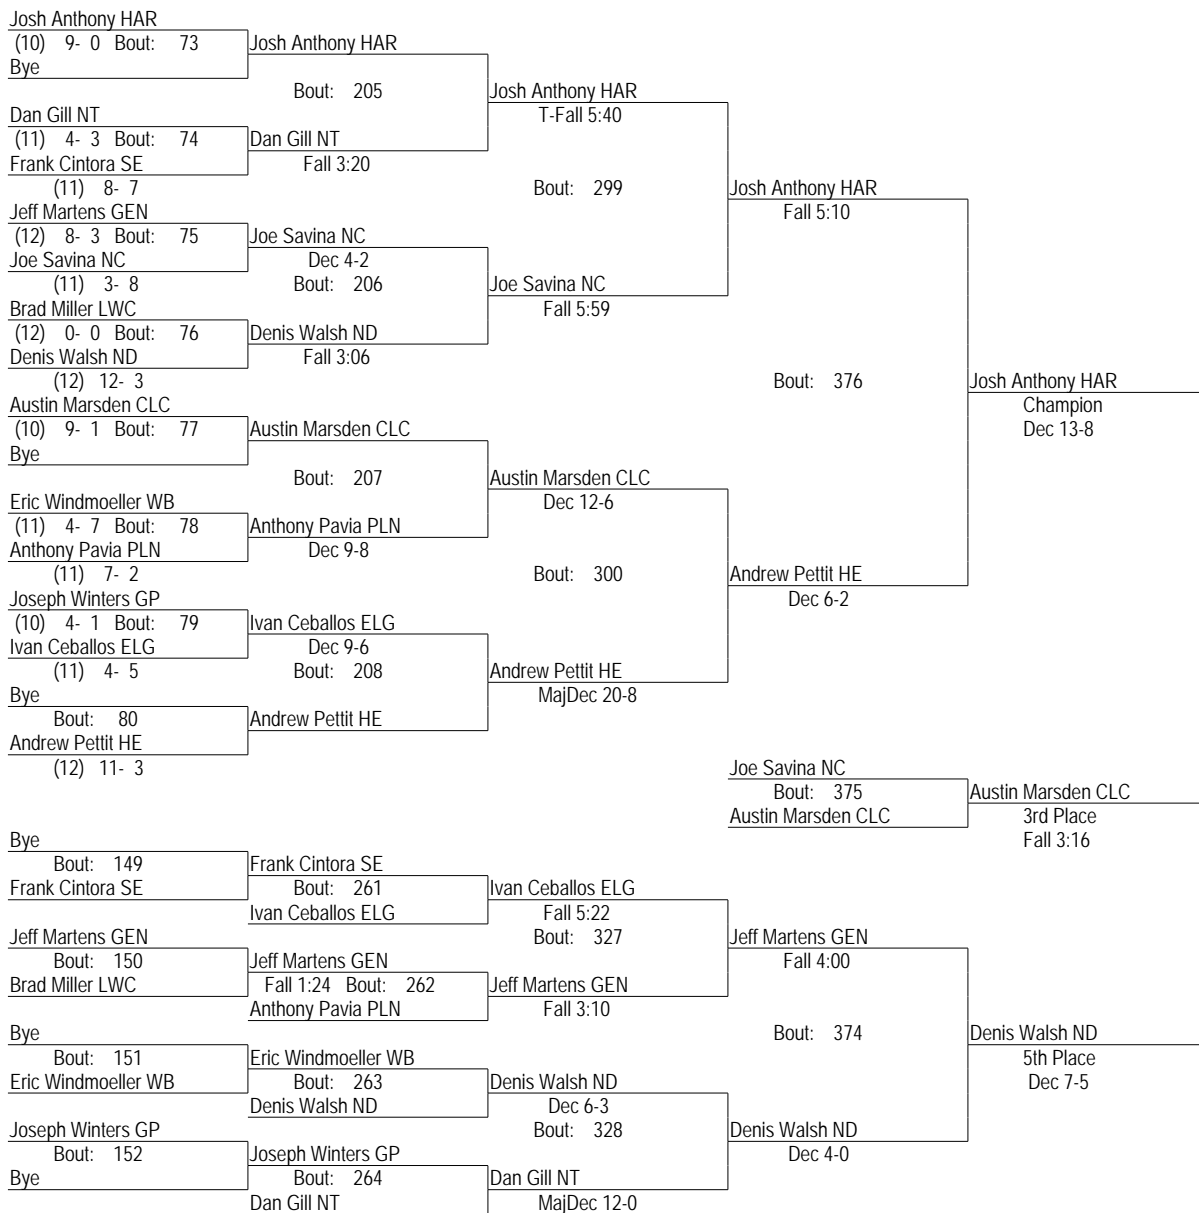 Josh Anthony HAR
(10) 9- 0 Bout: 73
Josh Anthony HAR
Bye
Bout: 205
Josh Anthony HAR
Dan Gill NT
T-Fall 5:40
(11) 4- 3 Bout: 74
Dan Gill NT
Frank Cintora SE
Fall 3:20
(11) 8- 7
Bout: 299
Josh Anthony HAR
Jeff Martens GEN
Fall 5:10
(12) 8- 3 Bout: 75
Joe Savina NC
Joe Savina NC
Dec 4-2
(11) 3- 8
Bout: 206
Joe Savina NC
Brad Miller LWC
Fall 5:59
(12) 0- 0 Bout: 76
Denis Walsh ND
Denis Walsh ND
Fall 3:06
(12) 12- 3
Bout: 376
Josh Anthony HAR
Austin Marsden CLC
Champion
(10) 9- 1 Bout: 77
Austin Marsden CLC
Dec 13-8
Bye
Bout: 207
Austin Marsden CLC
Eric Windmoeller WB
Dec 12-6
(11) 4- 7 Bout: 78
Anthony Pavia PLN
Anthony Pavia PLN
Dec 9-8
(11) 7- 2
Bout: 300
Andrew Pettit HE
Joseph Winters GP
Dec 6-2
(10) 4- 1 Bout: 79
Ivan Ceballos ELG
Ivan Ceballos ELG
Dec 9-6
(11) 4- 5
Bout: 208
Andrew Pettit HE
Bye
MajDec 20-8
Bout: 80
Andrew Pettit HE
Andrew Pettit HE
(12) 11- 3
Joe Savina NC
Bout: 375
Austin Marsden CLC
Austin Marsden CLC
3rd Place
Fall 3:16
Bye
Bout: 149
Frank Cintora SE
Frank Cintora SE
Bout: 261
Ivan Ceballos ELG
Ivan Ceballos ELG
Fall 5:22
Jeff Martens GEN
Bout: 327
Jeff Martens GEN
Bout: 150
Jeff Martens GEN
Fall 4:00
Brad Miller LWC
Fall 1:24 Bout: 262
Jeff Martens GEN
Anthony Pavia PLN
Fall 3:10
Bye
Bout: 374
Denis Walsh ND
Bout: 151
Eric Windmoeller WB
5th Place
Eric Windmoeller WB
Bout: 263
Denis Walsh ND
Dec 7-5
Denis Walsh ND
Dec 6-3
Joseph Winters GP
Bout: 328
Denis Walsh ND
Bout: 152
Joseph Winters GP
Dec 4-0
Bye
Bout: 264
Dan Gill NT
Dan Gill NT
MajDec 12-0